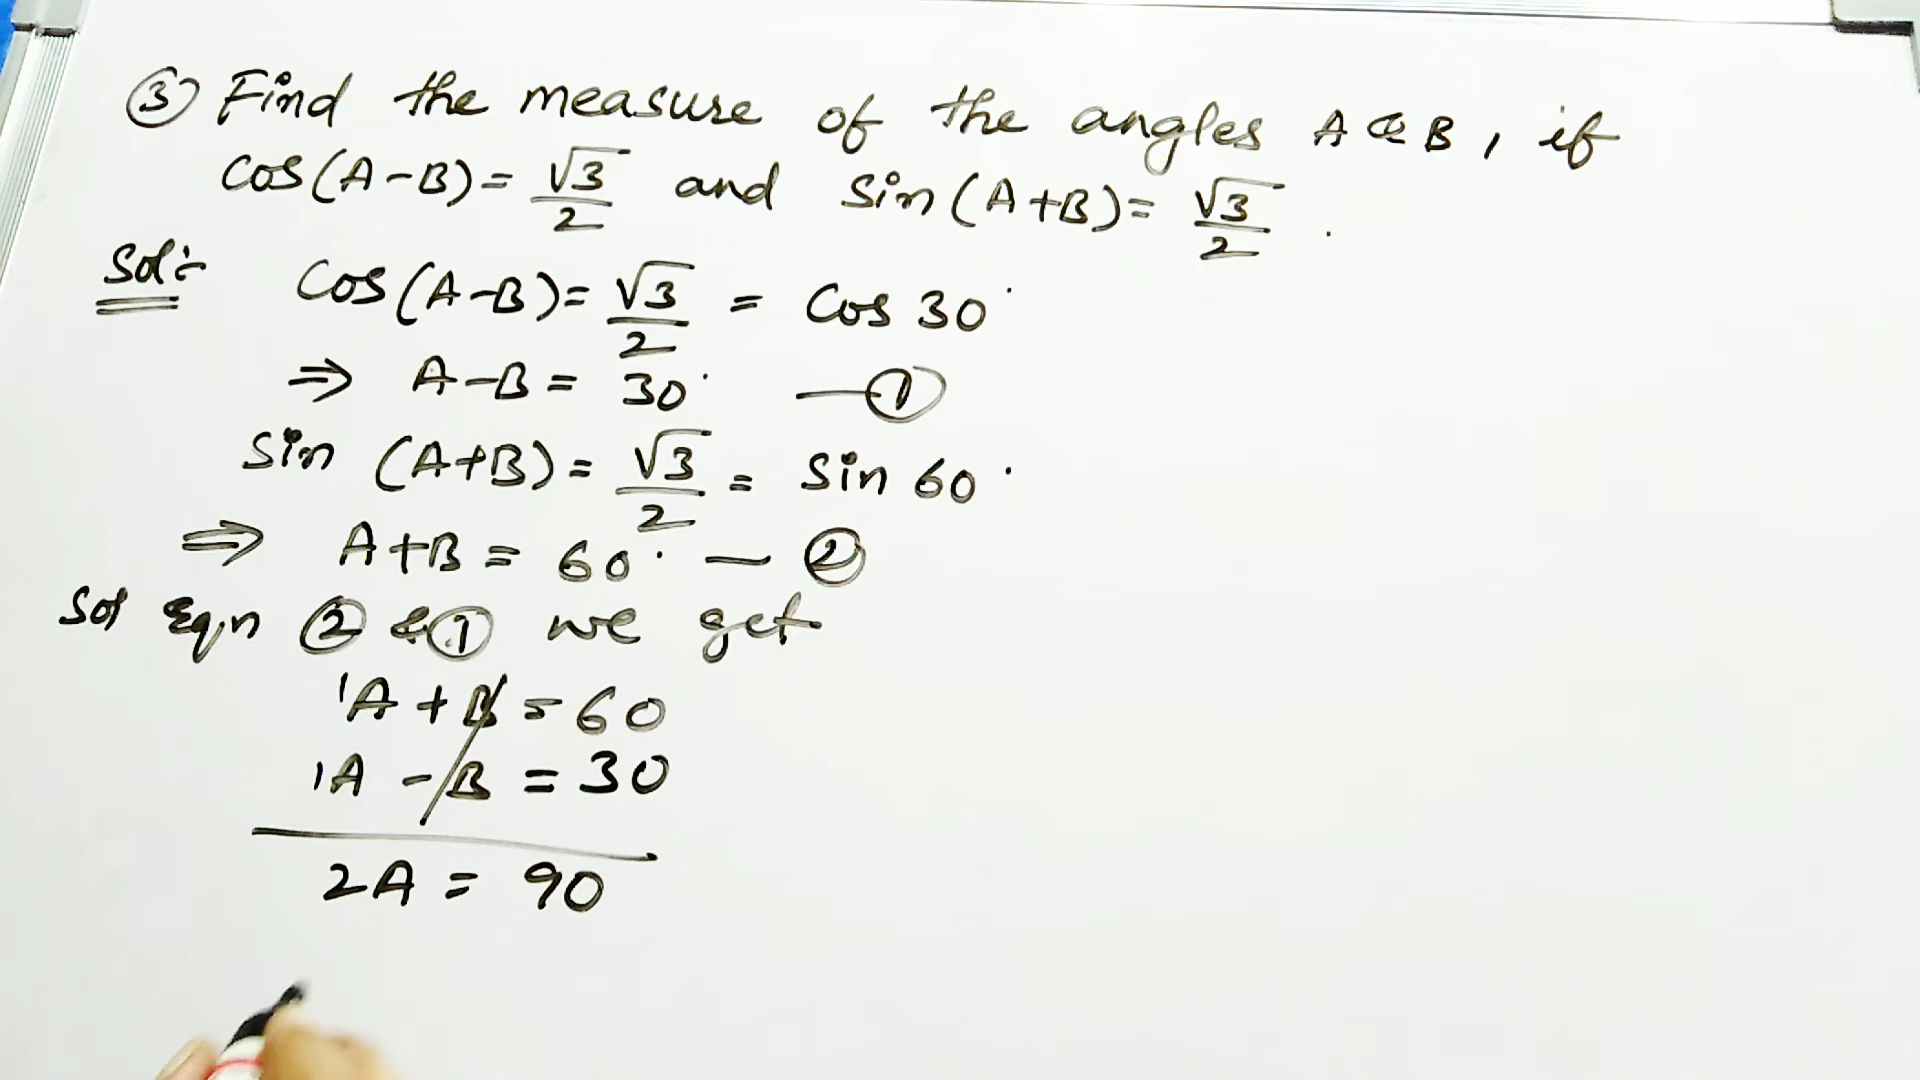 ③ Find the measure of the angles A & B, if
cos(A-B)= √3/2 and sin(A+B)= √3/2 .
Sol:-
Cos(A-B)= √3/2 = Cos 30°
⇒ A-B = 30° —①
Sin (A+B)= √3/2 = Sin 60°
⇒ A+B = 60° — ②
Sol Eqn ② & ① we get
1A + B = 60
1A - B = 30
2A = 90